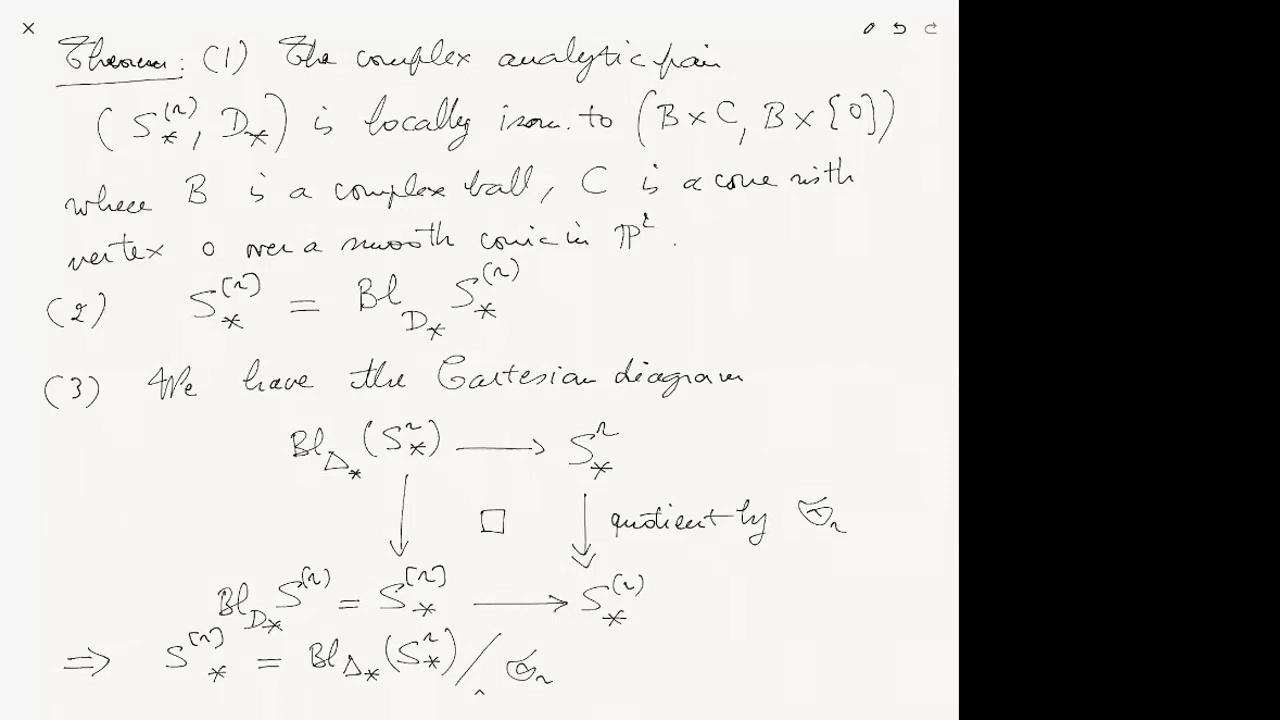 Theorem: (1) The complex analytic pair
(S_*^{(n)}, D_*) is locally isom. to (B × C, B × {0})
where B is a complex ball, C is a cone with
vertex 0 over a smooth conic in ℙ².
(2) S_*^{[n]} = Bl_{D_*} S_*^{(n)}
(3) We have the Cartesian diagram
Bl_{Δ_*}(S_*^n) → S_*^n
↓ □ ↓ quotient by 𝔖_n
Bl_{D_*} S^{(n)} = S_*^{[n]} → S_*^{(n)}
⇒ S_*^{[n]} = Bl_{Δ_*}(S_*^n) / 𝔖_n